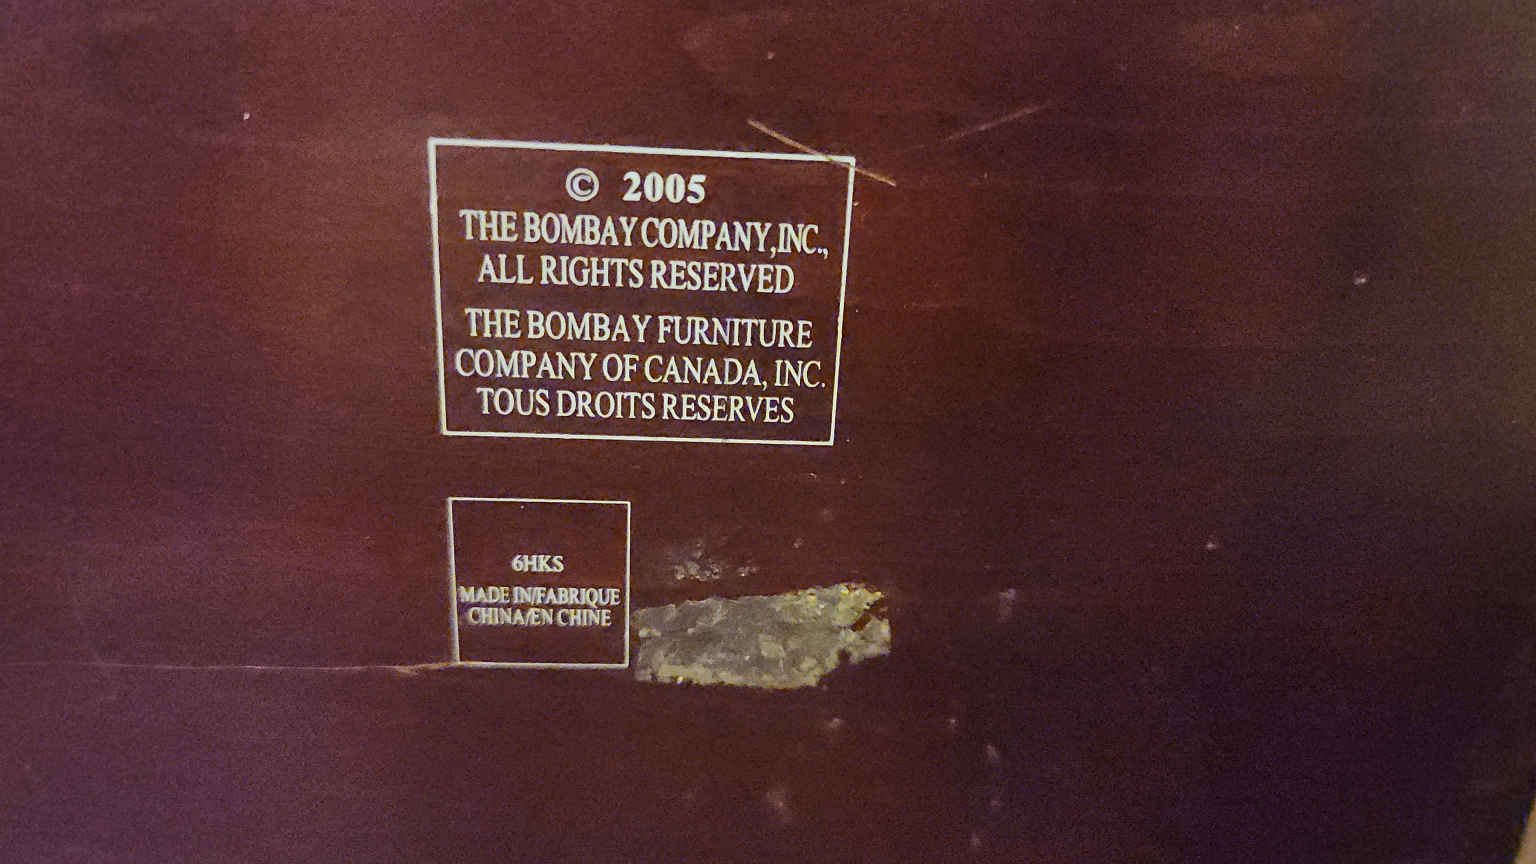 © 2005
THE BOMBAY COMPANY, INC.,
ALL RIGHTS RESERVED
THE BOMBAY FURNITURE
COMPANY OF CANADA, INC.
TOUS DROITS RESERVES
6HKS
MADE IN/FABRIQUE
CHINA/EN CHINE